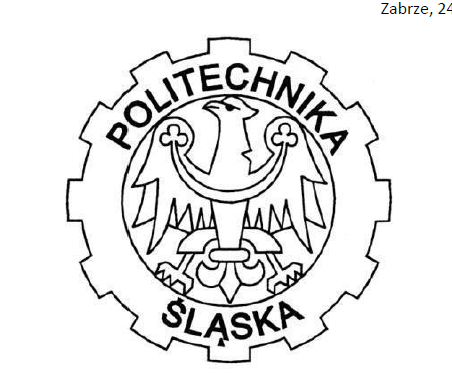 Zabrze, 24
POLITECHNIKA
ŚLĄSKA